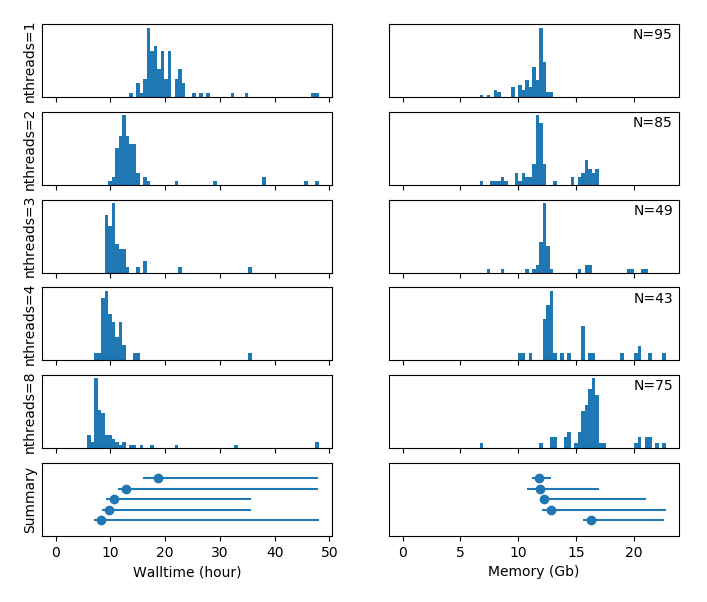 nthreads=1
N=95
nthreads=2
N=85
nthreads=3
N=49
nthreads=4
N=43
nthreads=8
N=75
Summary
0 10 20 30 40 50
0 5 10 15 20
Walltime (hour)
Memory (Gb)